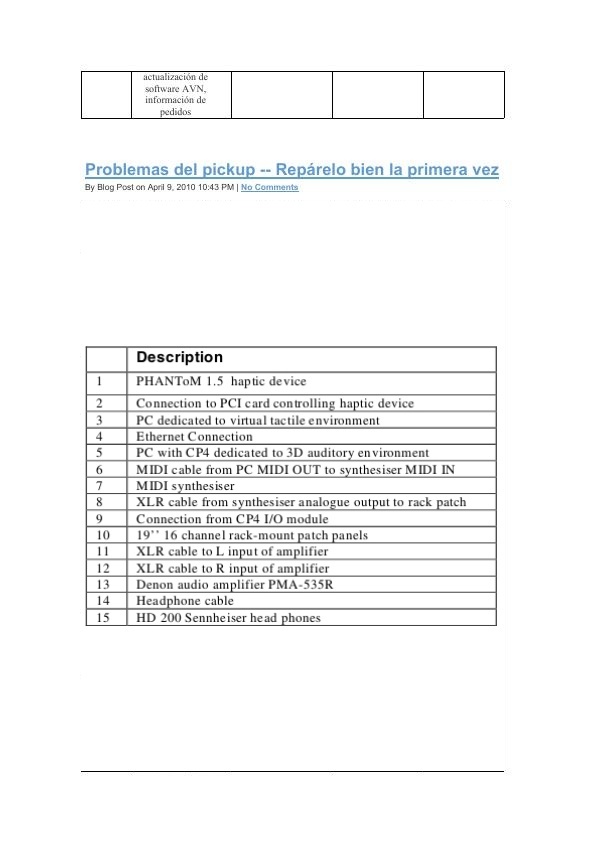 actualización de
software AVN,
información de
pedidos
Problemas del pickup -- Repárelo bien la primera vez
By Blog Post on April 9, 2010 10:43 PM | No Comments
Description
1 PHANToM 1.5 haptic device
2 Connection to PCI card controlling haptic device
3 PC dedicated to virtual tactile environment
4 Ethernet Connection
5 PC with CP4 dedicated to 3D auditory environment
6 MIDI cable from PC MIDI OUT to synthesiser MIDI IN
7 MIDI synthesiser
8 XLR cable from synthesiser analogue output to rack patch
9 Connection from CP4 I/O module
10 19’’ 16 channel rack-mount patch panels
11 XLR cable to L input of amplifier
12 XLR cable to R input of amplifier
13 Denon audio amplifier PMA-535R
14 Headphone cable
15 HD 200 Sennheiser head phones